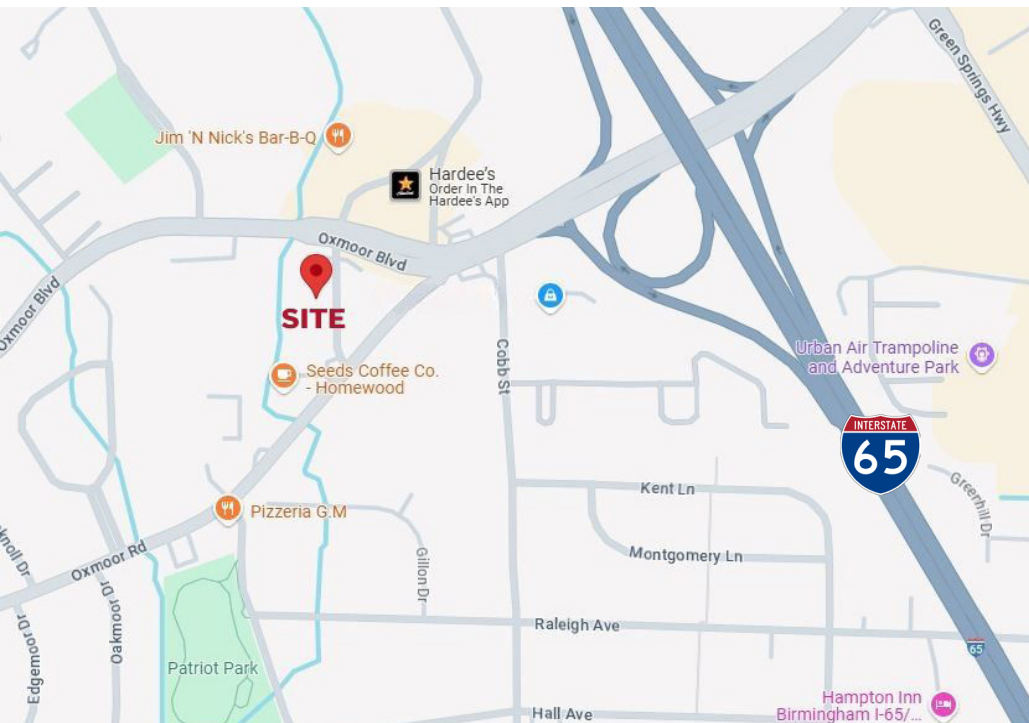 Green Springs Hwy
Jim 'N Nick's Bar-B-Q
Hardee's
Order In The
Hardee's App
Oxmoor Blvd
Oxmoor Blvd
SITE
Cobb St
Urban Air Trampoline
and Adventure Park
Seeds Coffee Co.
- Homewood
INTERSTATE
65
Kent Ln
Greenhill Dr
Pizzeria G.M
Montgomery Ln
Oxmoor Rd
Gillon Dr
knoll Dr
Oakmoor Dr
Edgemoor Dr
Raleigh Ave
65
Patriot Park
Hall Ave
Hampton Inn
Birmingham I-65/...